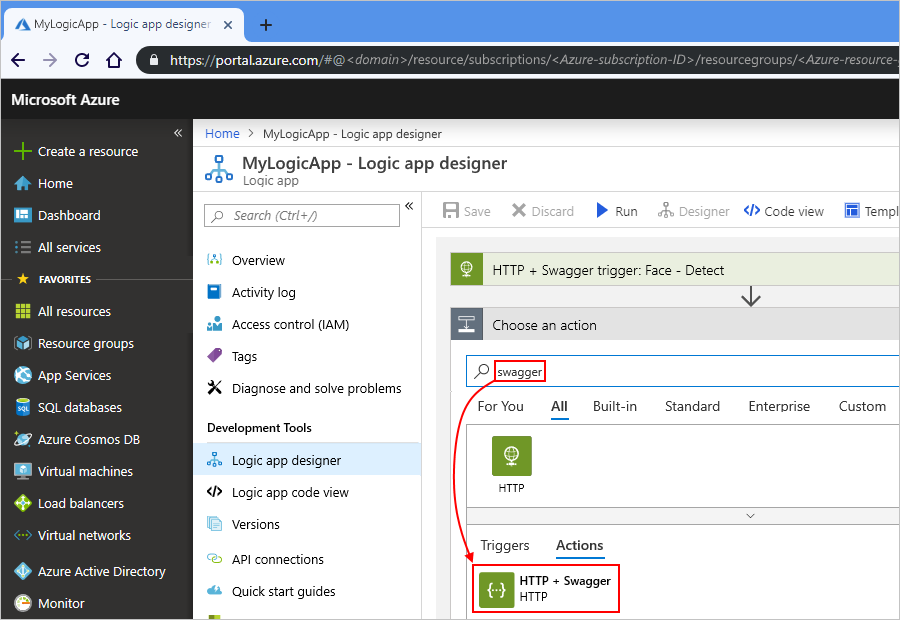 MyLogicApp - Logic app designer
https://portal.azure.com/#@<domain>/resource/subscriptions/<Azure-subscription-ID>/resourcegroups/<Azure-resource-
Microsoft Azure
Create a resource
Home
Dashboard
All services
FAVORITES
All resources
Resource groups
App Services
SQL databases
Azure Cosmos DB
Virtual machines
Load balancers
Virtual networks
Azure Active Directory
Monitor
Home > MyLogicApp - Logic app designer
MyLogicApp - Logic app designer
Logic app
Search (Ctrl+/)
Overview
Activity log
Access control (IAM)
Tags
Diagnose and solve problems
Development Tools
Logic app designer
Logic app code view
Versions
API connections
Quick start guides
Save Discard Run Designer Code view Templ
HTTP + Swagger trigger: Face - Detect
Choose an action
swagger
For You All Built-in Standard Enterprise Custom
HTTP
Triggers Actions
HTTP + Swagger
HTTP